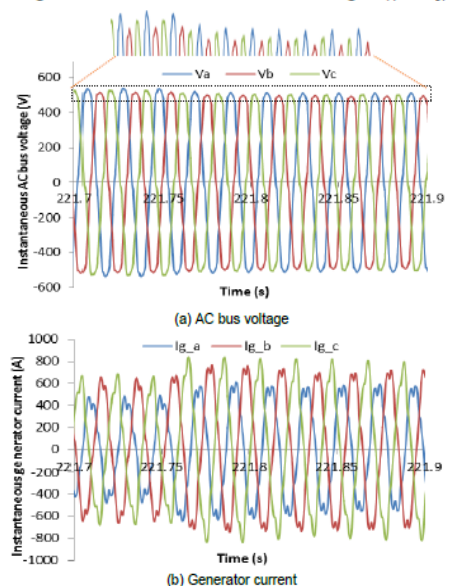 Va Vb Vc
600
400
200
0
-200
-400
-600
221.7 221.75 221.8 221.85 221.9
Instantaneous AC bus voltage (V)
Time (s)
(a) AC bus voltage
Ig_a Ig_b Ig_c
1000
800
600
400
200
0
-200
-400
-600
-800
-1000
221.7 221.75 221.8 221.85 221.9
Instantaneous generator current (A)
Time (s)
(b) Generator current